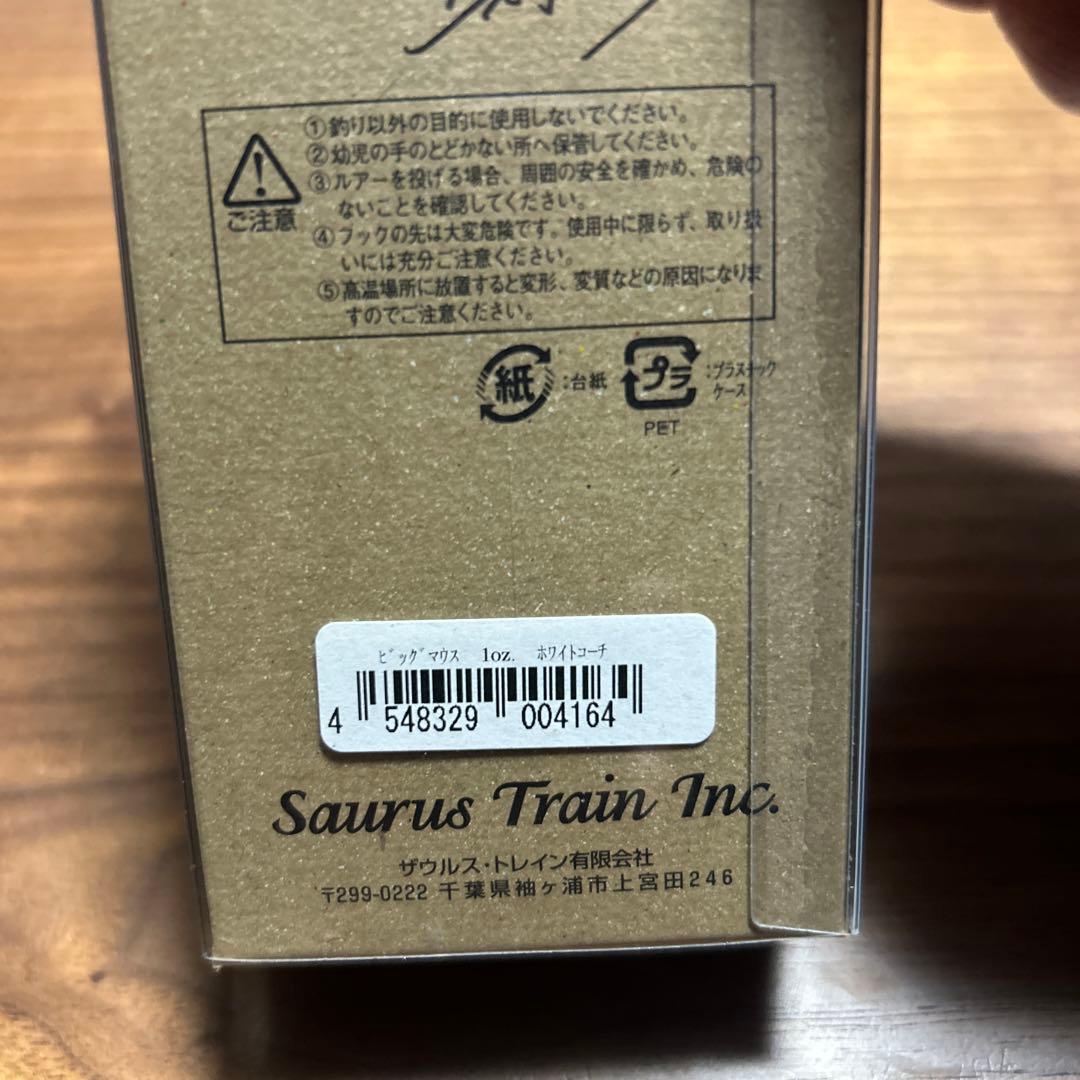 ①釣り以外の目的に使用しないでください。
②幼児の手のとどかない所へ保管してください。
③ルアーを投げる場合、周囲の安全を確かめ、危険の
ないことを確認してください。
④フックの先は大変危険です。使用中に限らず、取り扱
いには充分ご注意ください。
⑤高温場所に放置すると変形、変質などの原因になりま
すのでご注意ください。
ご注意
紙 :台紙
プラ :プラスチック
ケース
PET
ビッグマウス 1oz. ホワイトコーチ
4 548329 004164
Saurus Train Inc.
ザウルス・トレイン有限会社
〒299-0222 千葉県袖ヶ浦市上宮田246